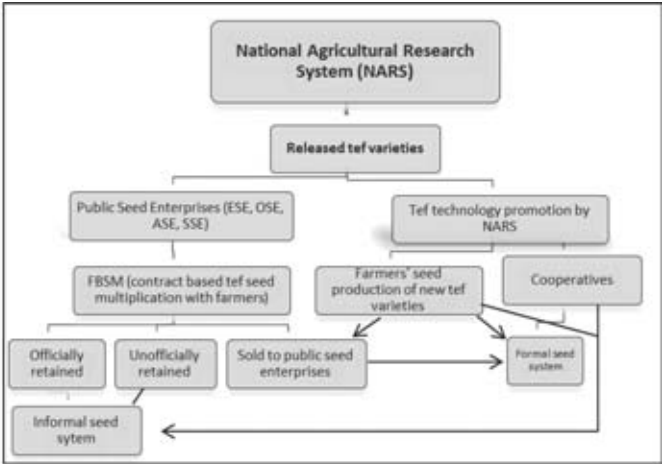 National Agricultural Research
System (NARS)
Released tef varieties
Public Seed Enterprises (ESE, OSE,
ASE, SSE)
Tef technology promotion by
NARS
FBSM (contract based tef seed
multiplication with farmers)
Farmers' seed
production of new tef
varieties
Cooperatives
Officially
retained
Unofficially
retained
Sold to public seed
enterprises
Formal seed
system
Informal seed
sytem